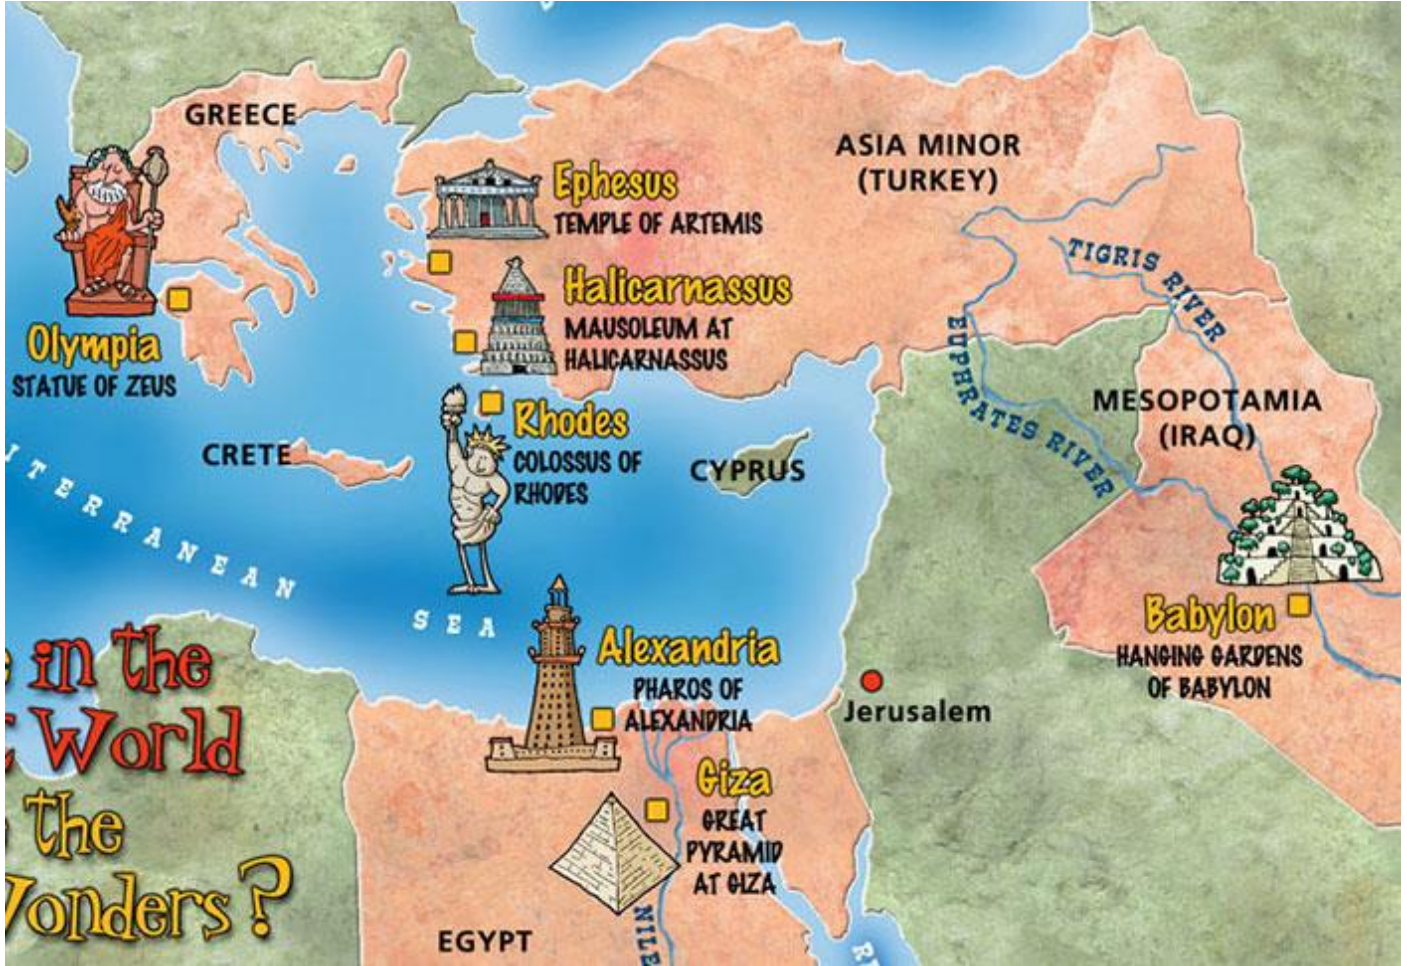 GREECE
ASIA MINOR
(TURKEY)
Ephesus
TEMPLE OF ARTEMIS
TIGRIS RIVER
Halicarnassus
MAUSOLEUM AT
HALICARNASSUS
Olympia
STATUE OF ZEUS
EUPHRATES RIVER
MESOPOTAMIA
(IRAQ)
Rhodes
COLOSSUS OF
RHODES
CRETE
CYPRUS
ITERRANEAN
SEA
Babylon
HANGING GARDENS
OF BABYLON
Alexandria
PHAROS OF
ALEXANDRIA
Jerusalem
in the
World
the
Wonders?
Giza
GREAT
PYRAMID
AT GIZA
NILE
EGYPT